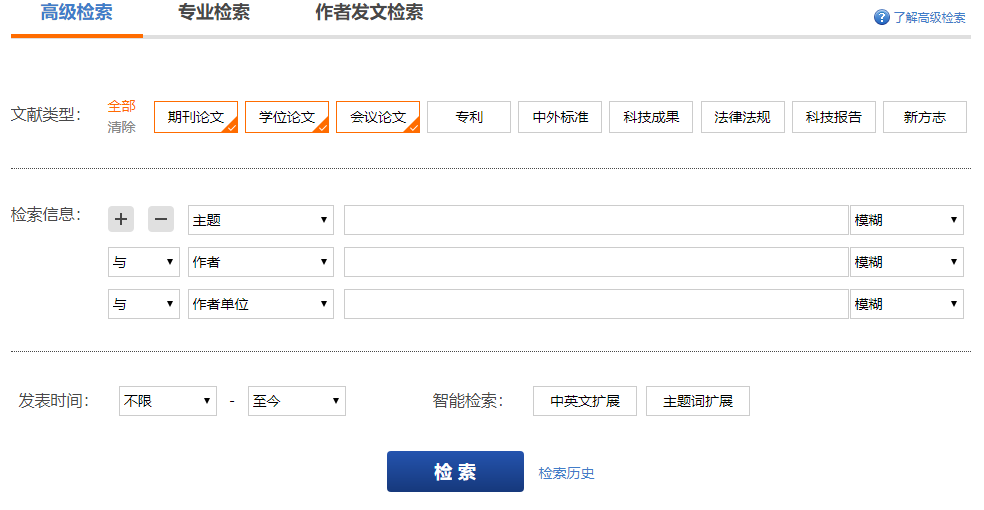 高级检索 专业检索 作者发文检索 ? 了解高级检索
文献类型： 全部 清除 期刊论文 学位论文 会议论文 专利 中外标准 科技成果 法律法规 科技报告 新方志
检索信息： + - 主题 模糊
与 作者 模糊
与 作者单位 模糊
发表时间： 不限 - 至今 智能检索： 中英文扩展 主题词扩展
检索 检索历史